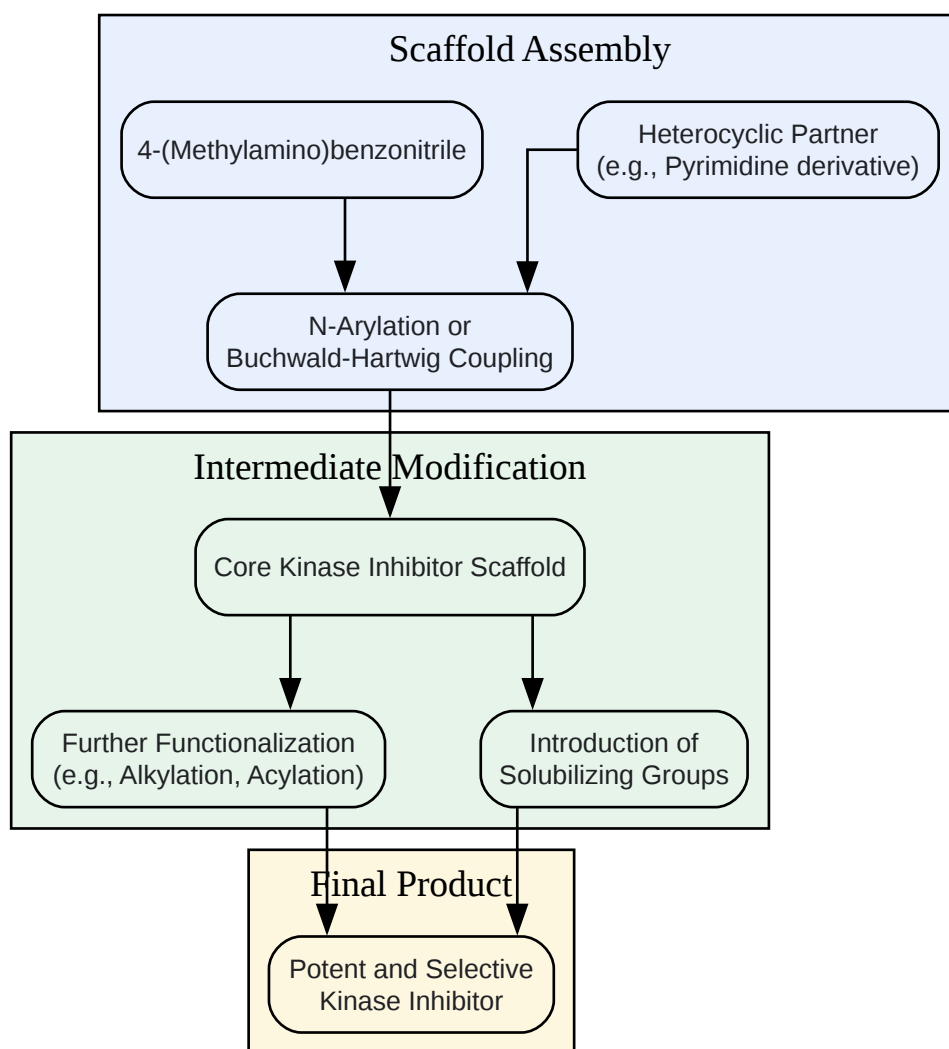 Scaffold Assembly
4-(Methylamino)benzonitrile
Heterocyclic Partner
(e.g., Pyrimidine derivative)
N-Arylation or
Buchwald-Hartwig Coupling
Intermediate Modification
Core Kinase Inhibitor Scaffold
Further Functionalization
(e.g., Alkylation, Acylation)
Introduction of
Solubilizing Groups
Final Product
Potent and Selective
Kinase Inhibitor